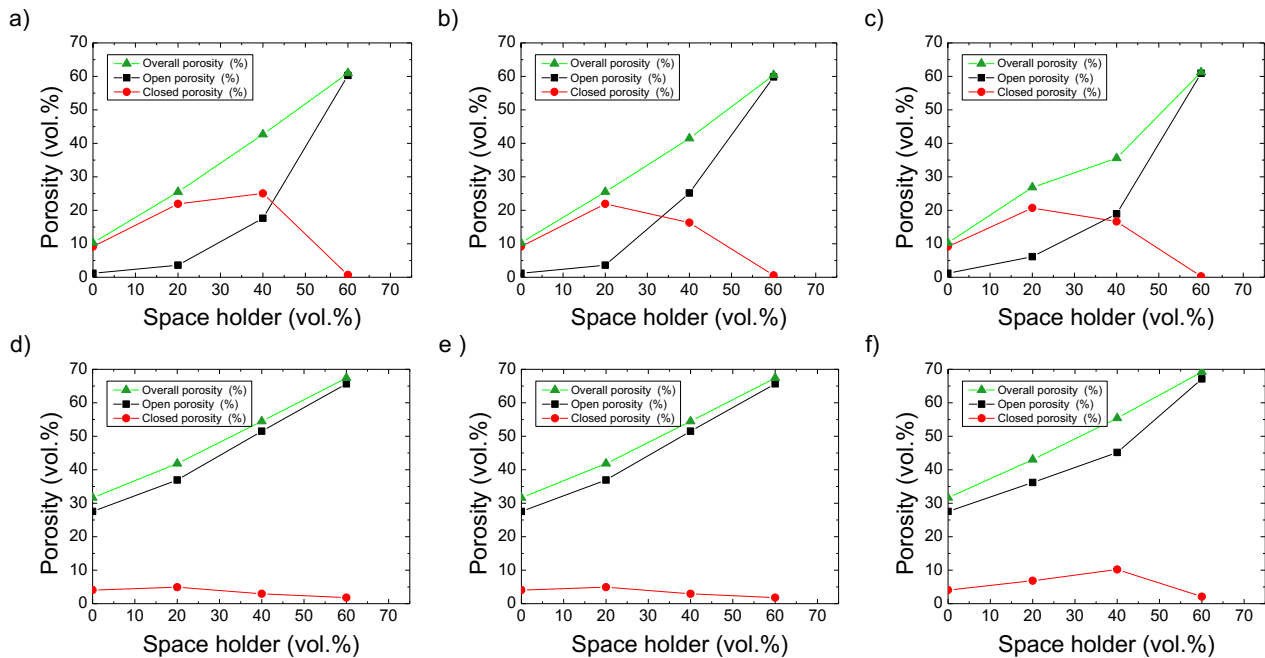 a)
70
60
50
40
30
20
10
0
Porosity (vol.%)
Overall porosity (%)
Open porosity (%)
Closed porosity (%)
0 10 20 30 40 50 60 70
Space holder (vol.%)
b)
70
60
50
40
30
20
10
0
Porosity (vol.%)
Overall porosity (%)
Open porosity (%)
Closed porosity (%)
0 10 20 30 40 50 60 70
Space holder (vol.%)
c)
70
60
50
40
30
20
10
0
Porosity (vol.%)
Overall porosity (%)
Open porosity (%)
Closed porosity (%)
0 10 20 30 40 50 60 70
Space holder (vol.%)
d)
70
60
50
40
30
20
10
0
Porosity (vol.%)
Overall porosity (%)
Open porosity (%)
Closed porosity (%)
0 10 20 30 40 50 60 70
Space holder (vol.%)
e )
70
60
50
40
30
20
10
0
Porosity (vol.%)
Overall porosity (%)
Open porosity (%)
Closed porosity (%)
0 10 20 30 40 50 60 70
Space holder (vol.%)
f)
70
60
50
40
30
20
10
0
Porosity (vol.%)
Overall porosity (%)
Open porosity (%)
Closed porosity (%)
0 10 20 30 40 50 60 70
Space holder (vol.%)